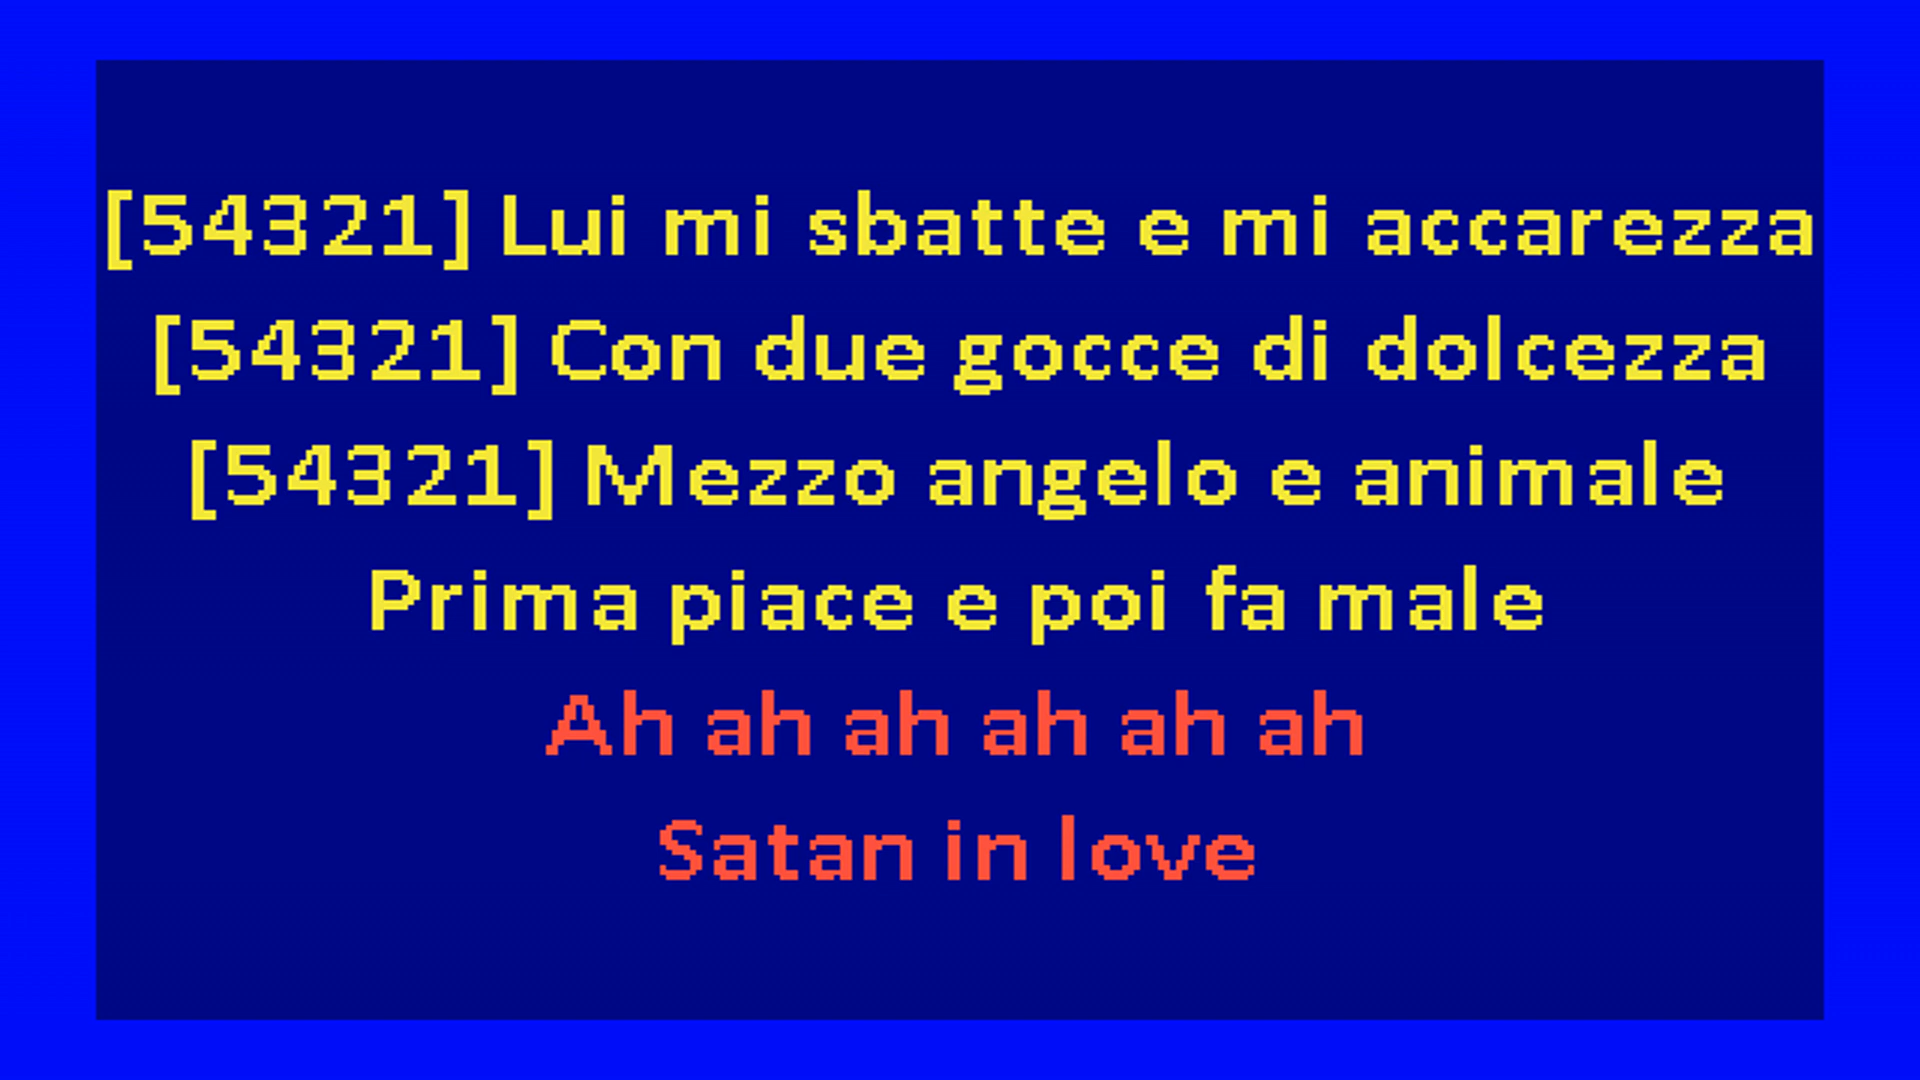 [54321] Lui mi sbatte e mi accarezza
[54321] Con due gocce di dolcezza
[54321] Mezzo angelo e animale
Prima piace e poi fa male
Ah ah ah ah ah ah
Satan in love